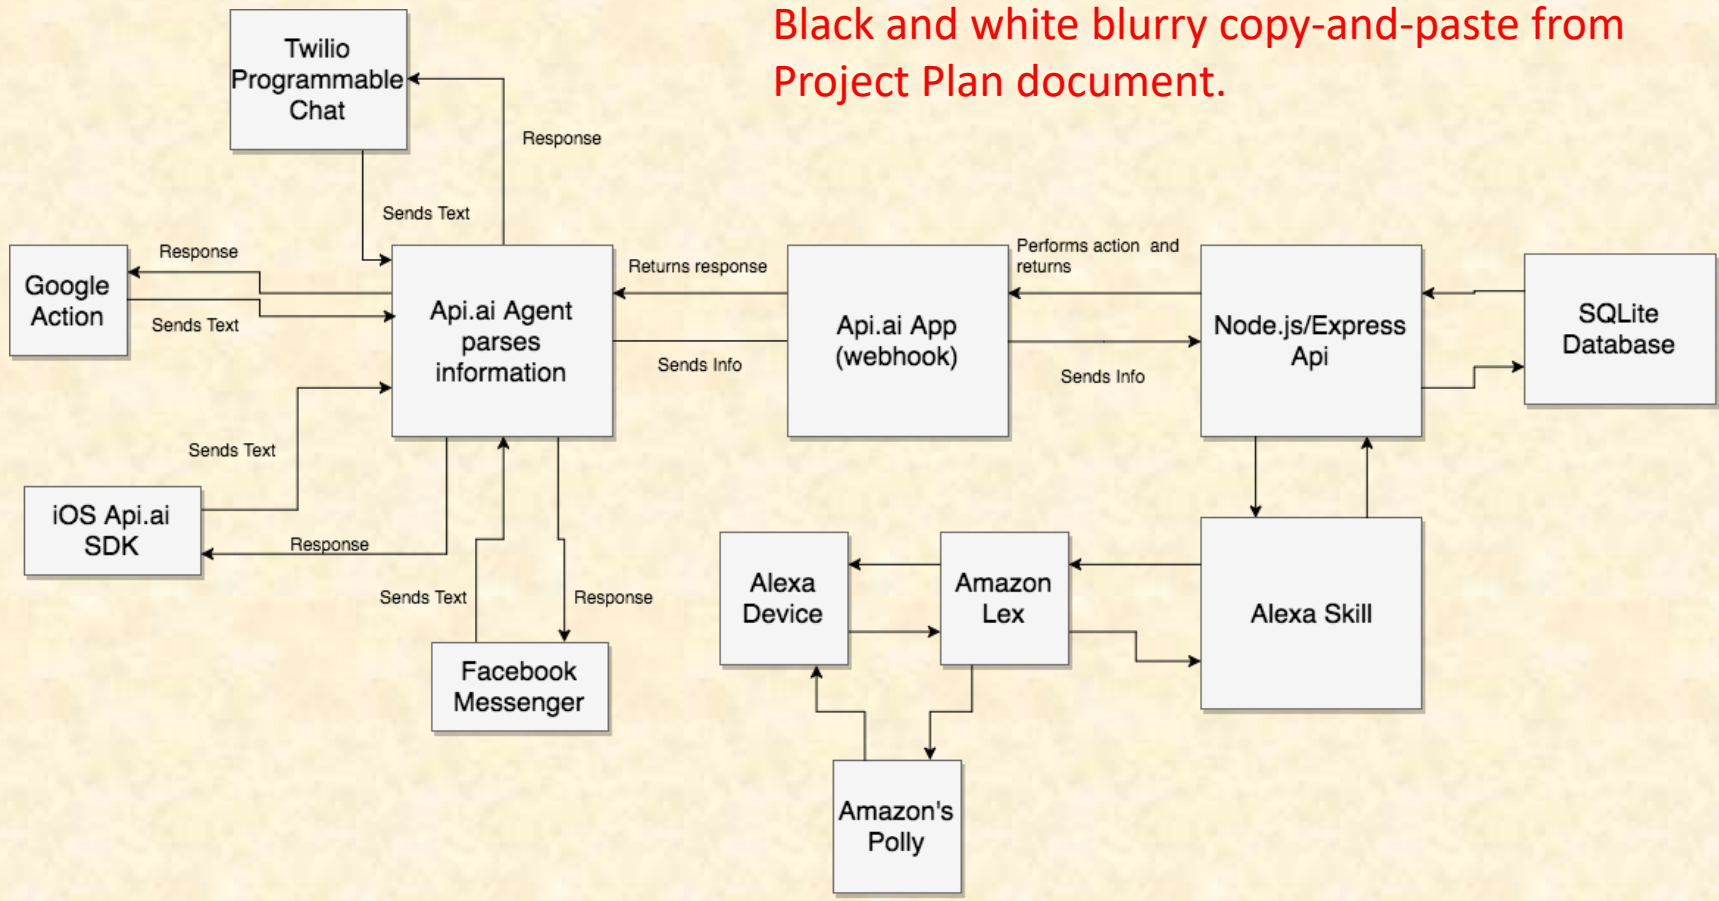 Black and white blurry copy-and-paste from
Project Plan document.
Twilio
Programmable
Chat
Response
Sends Text
Response
Google
Action
Sends Text
Api.ai Agent
parses
information
Returns response
Sends Info
Api.ai App
(webhook)
Performs action and
returns
Sends Info
Node.js/Express
Api
SQLite
Database
Sends Text
iOS Api.ai
SDK
Response
Sends Text
Response
Facebook
Messenger
Alexa
Device
Amazon
Lex
Alexa Skill
Amazon's
Polly